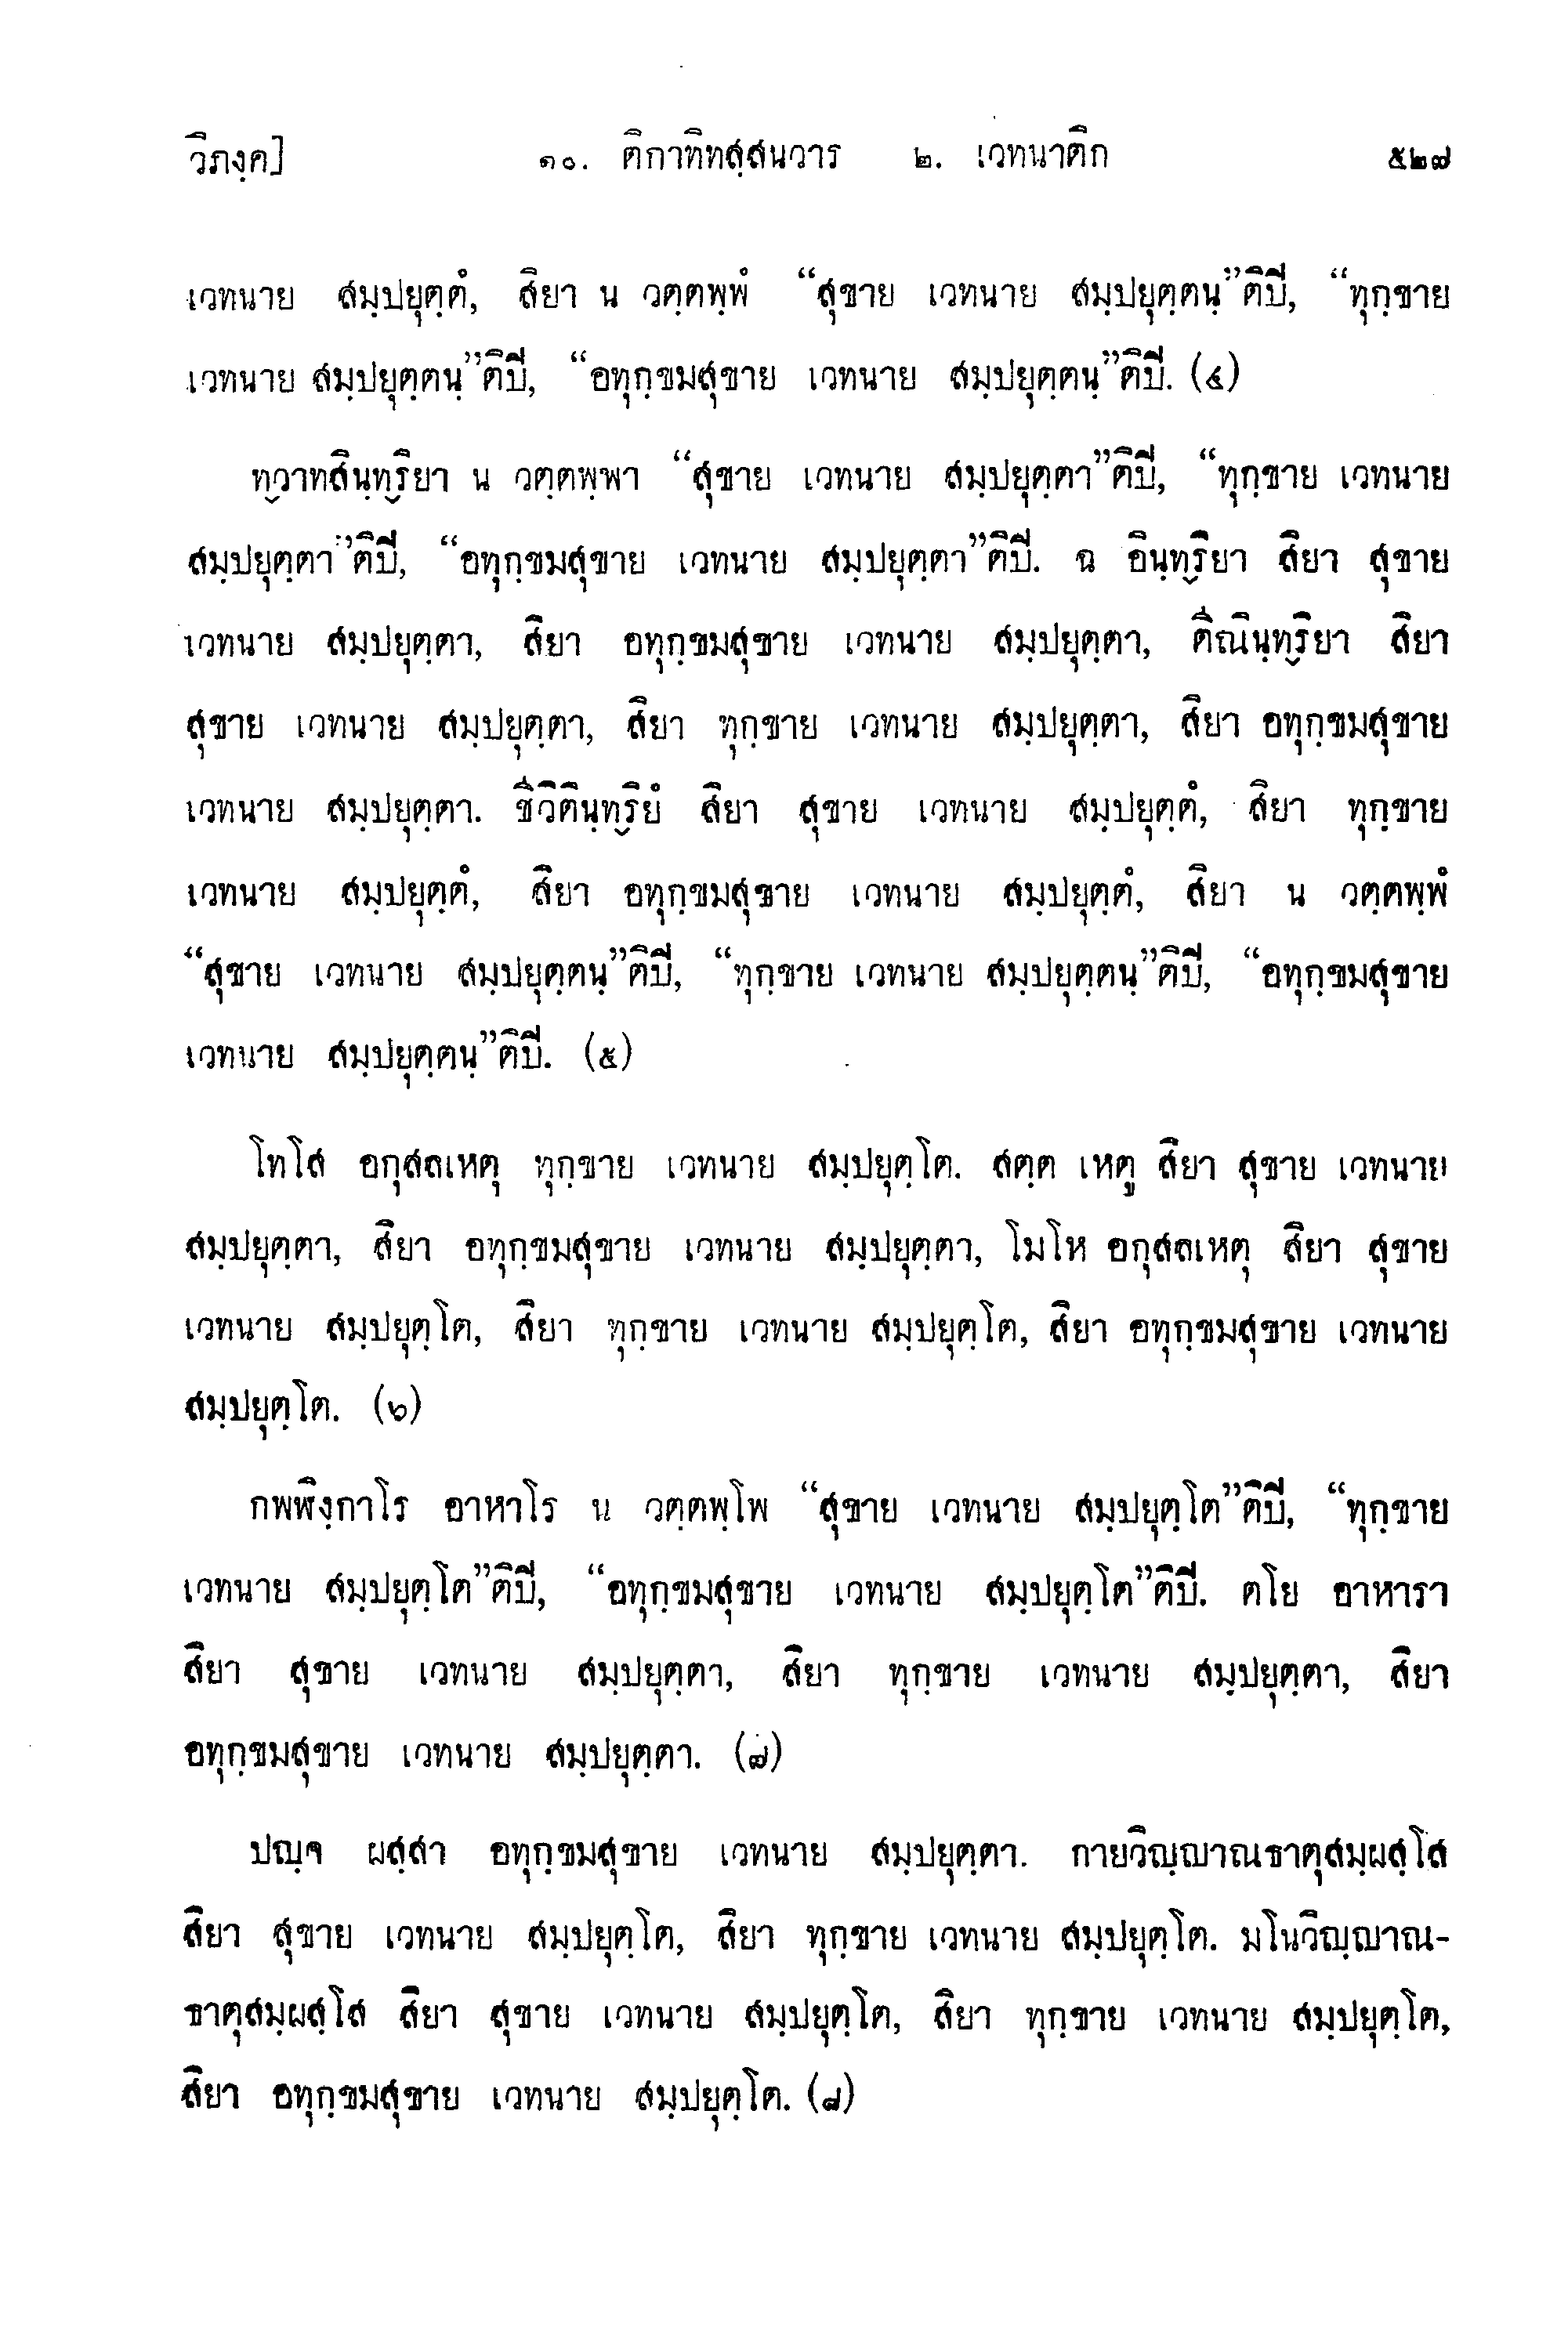 วิภงฺค]	๑๐. ติกาทิทสฺสนวาร ๒. เวทนาติก	๕๒๗
เวทนาย สมฺปยุตฺตํ, สิยา น วตฺตพฺพํ “สุขาย เวทนาย สมฺปยุตฺตนฺ”ติปี, “ทุกฺขาย
เวทนาย สมฺปยุตฺตนฺ”ติปี, “อทุกฺขมสุขาย เวทนาย สมฺปยุตฺตนฺ”ติปี. (๔)
ทฺวาทสินฺทฺริยา น วตฺตพฺพา “สุขาย เวทนาย สมฺปยุตฺตา”ติปี, “ทุกฺขาย เวทนาย
สมฺปยุตฺตา”ติปี, “อทุกฺขมสุขาย เวทนาย สมฺปยุตฺตา”ติปี. ฉ อินฺทฺริยา สิยา สุขาย
เวทนาย สมฺปยุตฺตา, สิยา อทุกฺขมสุขาย เวทนาย สมฺปยุตฺตา, ตีณินฺทฺริยา สิยา
สุขาย เวทนาย สมฺปยุตฺตา, สิยา ทุกฺขาย เวทนาย สมฺปยุตฺตา, สิยา อทุกฺขมสุขาย
เวทนาย สมฺปยุตฺตา. ชีวิตินฺทฺริยํ สิยา สุขาย เวทนาย สมฺปยุตฺตํ, สิยา ทุกฺขาย
เวทนาย สมฺปยุตฺตํ, สิยา อทุกฺขมสุขาย เวทนาย สมฺปยุตฺตํ, สิยา น วตฺตพฺพํ
“สุขาย เวทนาย สมฺปยุตฺตนฺ”ติปี, “ทุกฺขาย เวทนาย สมฺปยุตฺตนฺ”ติปี, “อทุกฺขมสุขาย
เวทนาย สมฺปยุตฺตนฺ”ติปี. (๕)
โทโส อกุสลเหตุ ทุกฺขาย เวทนาย สมฺปยุตฺโต. สตฺต เหตู สิยา สุขาย เวทนาย
สมฺปยุตฺตา, สิยา อทุกฺขมสุขาย เวทนาย สมฺปยุตฺตา, โมโห อกุสลเหตุ สิยา สุขาย
เวทนาย สมฺปยุตฺโต, สิยา ทุกฺขาย เวทนาย สมฺปยุตฺโต, สิยา อทุกฺขมสุขาย เวทนาย
สมฺปยุตฺโต. (๖)
กพฬิงฺกาโร อาหาโร น วตฺตพฺโพ “สุขาย เวทนาย สมฺปยุตฺโต”ติปี, “ทุกฺขาย
เวทนาย สมฺปยุตฺโต”ติปี, “อทุกฺขมสุขาย เวทนาย สมฺปยุตฺโต”ติปี. ตโย อาหารา
สิยา สุขาย เวทนาย สมฺปยุตฺตา, สิยา ทุกฺขาย เวทนาย สมฺปยุตฺตา, สิยา
อทุกฺขมสุขาย เวทนาย สมฺปยุตฺตา. (๗)
ปญฺจ ผสฺสา อทุกฺขมสุขาย เวทนาย สมฺปยุตฺตา. กายวิญฺญาณธาตุสมฺผสฺโส
สิยา สุขาย เวทนาย สมฺปยุตฺโต, สิยา ทุกฺขาย เวทนาย สมฺปยุตฺโต. มโนวิญฺญาณ-
ธาตุสมฺผสฺโส สิยา สุขาย เวทนาย สมฺปยุตฺโต, สิยา ทุกฺขาย เวทนาย สมฺปยุตฺโต,
สิยา อทุกฺขมสุขาย เวทนาย สมฺปยุตฺโต. (๘)